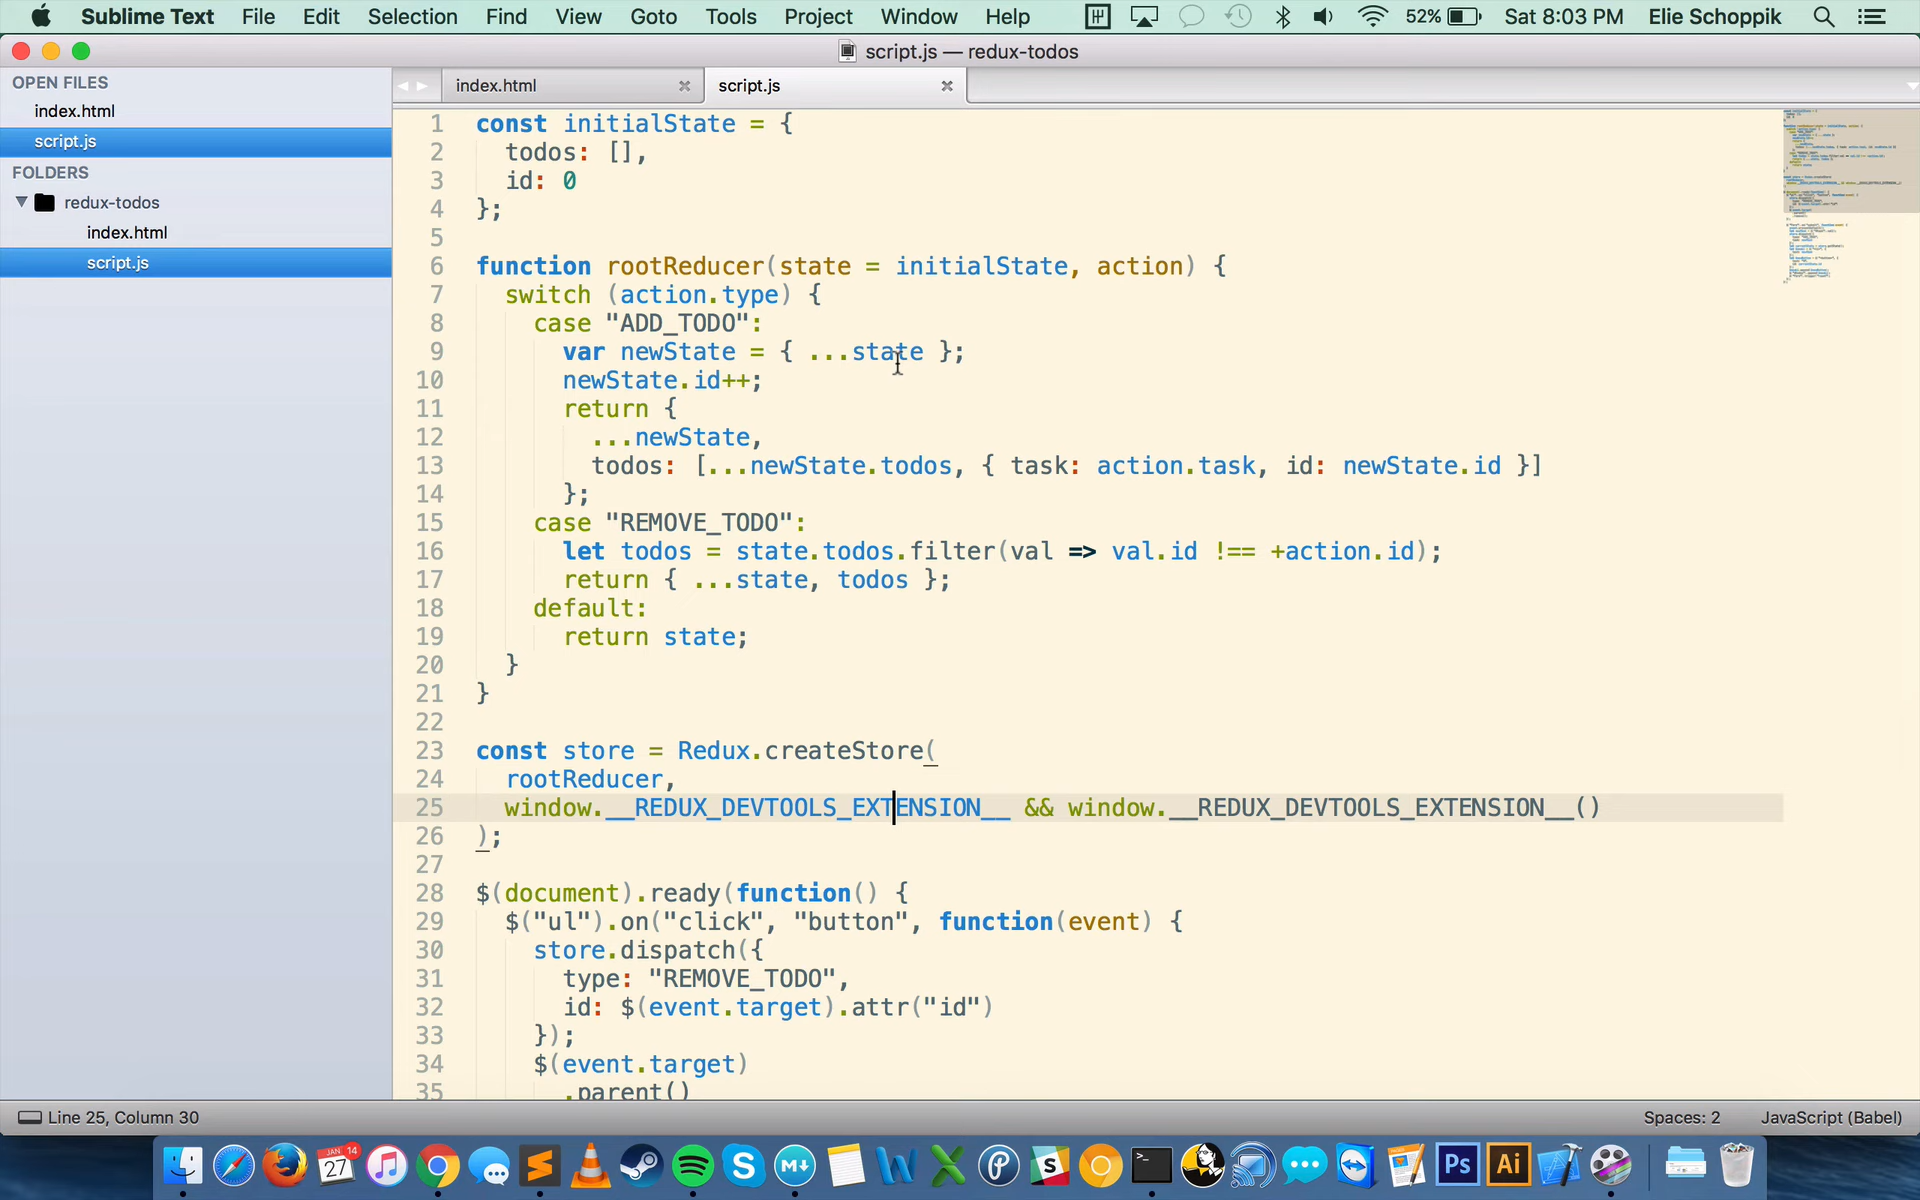 Sublime Text File Edit Selection Find View Goto Tools Project Window Help 52% Sat 8:03 PM Elie Schoppik
script.js — redux-todos
OPEN FILES
index.html
script.js
FOLDERS
redux-todos
index.html
script.js
index.html script.js
1 const initialState = {
2 todos: [],
3 id: 0
4 };
5
6 function rootReducer(state = initialState, action) {
7 switch (action.type) {
8 case "ADD_TODO":
9 var newState = { ...state };
10 newState.id++;
11 return {
12 ...newState,
13 todos: [...newState.todos, { task: action.task, id: newState.id }]
14 };
15 case "REMOVE_TODO":
16 let todos = state.todos.filter(val => val.id !== +action.id);
17 return { ...state, todos };
18 default:
19 return state;
20 }
21 }
22
23 const store = Redux.createStore(
24 rootReducer,
25 window.__REDUX_DEVTOOLS_EXTENSION__ && window.__REDUX_DEVTOOLS_EXTENSION__()
26 );
27
28 $(document).ready(function() {
29 $("ul").on("click", "button", function(event) {
30 store.dispatch({
31 type: "REMOVE_TODO",
32 id: $(event.target).attr("id")
33 });
34 $(event.target)
35 .parent()
Line 25, Column 30 Spaces: 2 JavaScript (Babel)
JAN 14
27
Ps
Ai